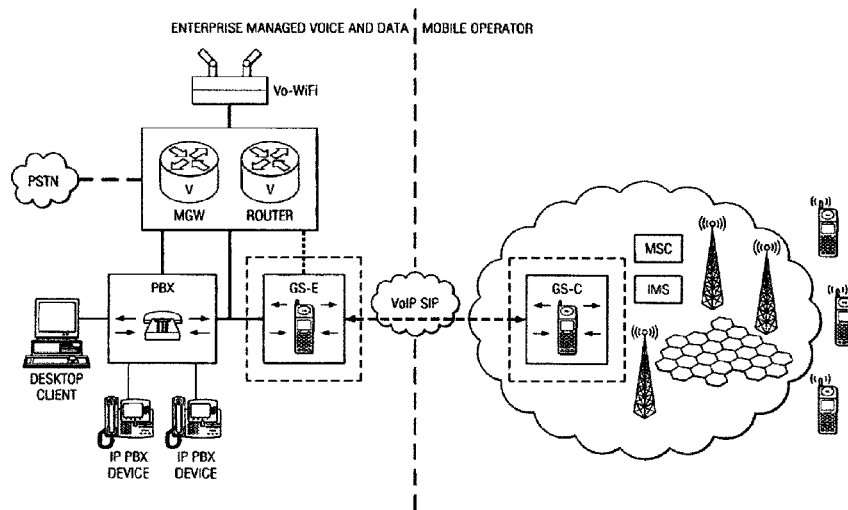 ENTERPRISE MANAGED VOICE AND DATA
MOBILE OPERATOR
Vo-WiFi
PSTN
V
V
MGW
ROUTER
PBX
GS-E
VoIP SIP
GS-C
MSC
IMS
DESKTOP
CLIENT
IP PBX
DEVICE
IP PBX
DEVICE